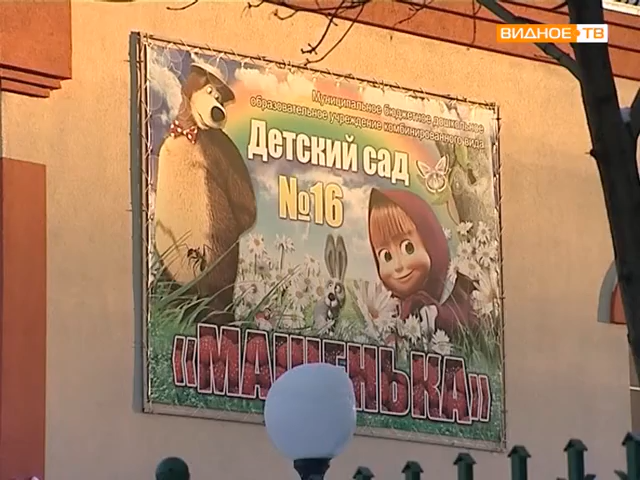 ВИДНОЕ ТВ
Муниципальное бюджетное дошкольное
образовательное учреждение комбинированного вида
Детский сад
№16
«МАШЕНЬКА»